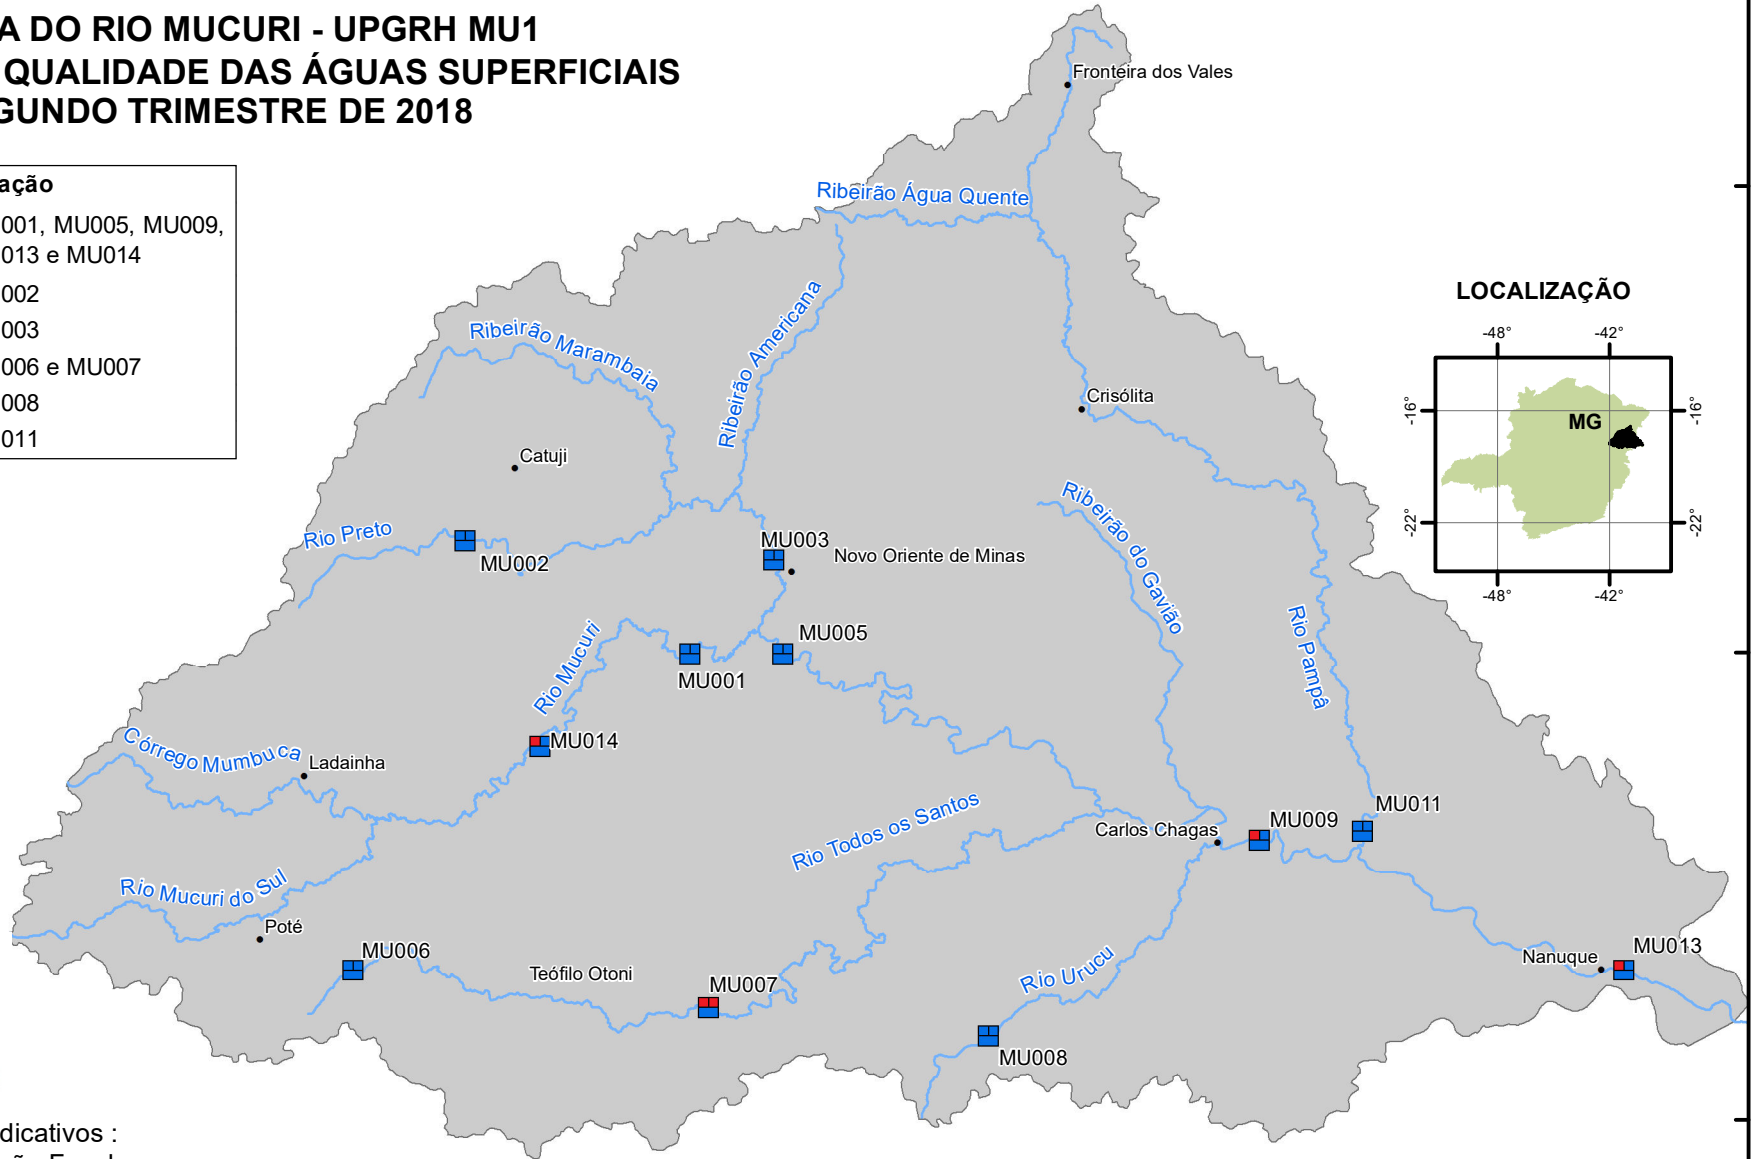 A DO RIO MUCURI - UPGRH MU1
QUALIDADE DAS ÁGUAS SUPERFICIAIS
GUNDO TRIMESTRE DE 2018
ação
001, MU005, MU009,
013 e MU014
002
003
006 e MU007
008
011
Fronteira dos Vales
Ribeirão Água Quente
Ribeirão Marambaia
Ribeirão Americana
Crisólita
Catuji
Rio Preto
MU002
MU003
Novo Oriente de Minas
Ribeirão do Gavião
Rio Pampâ
MU005
MU001
Rio Mucuri
MU014
Córrego Mumbuca
Ladainha
Rio Todos os Santos
Carlos Chagas
MU009
MU011
Rio Mucuri do Sul
Poté
MU006
Teófilo Otoni
MU007
Rio Urucu
MU008
Nanuque
MU013
LOCALIZAÇÃO
-48°
-42°
-16°
MG
-16°
-22°
-22°
-48°
-42°
dicativos :